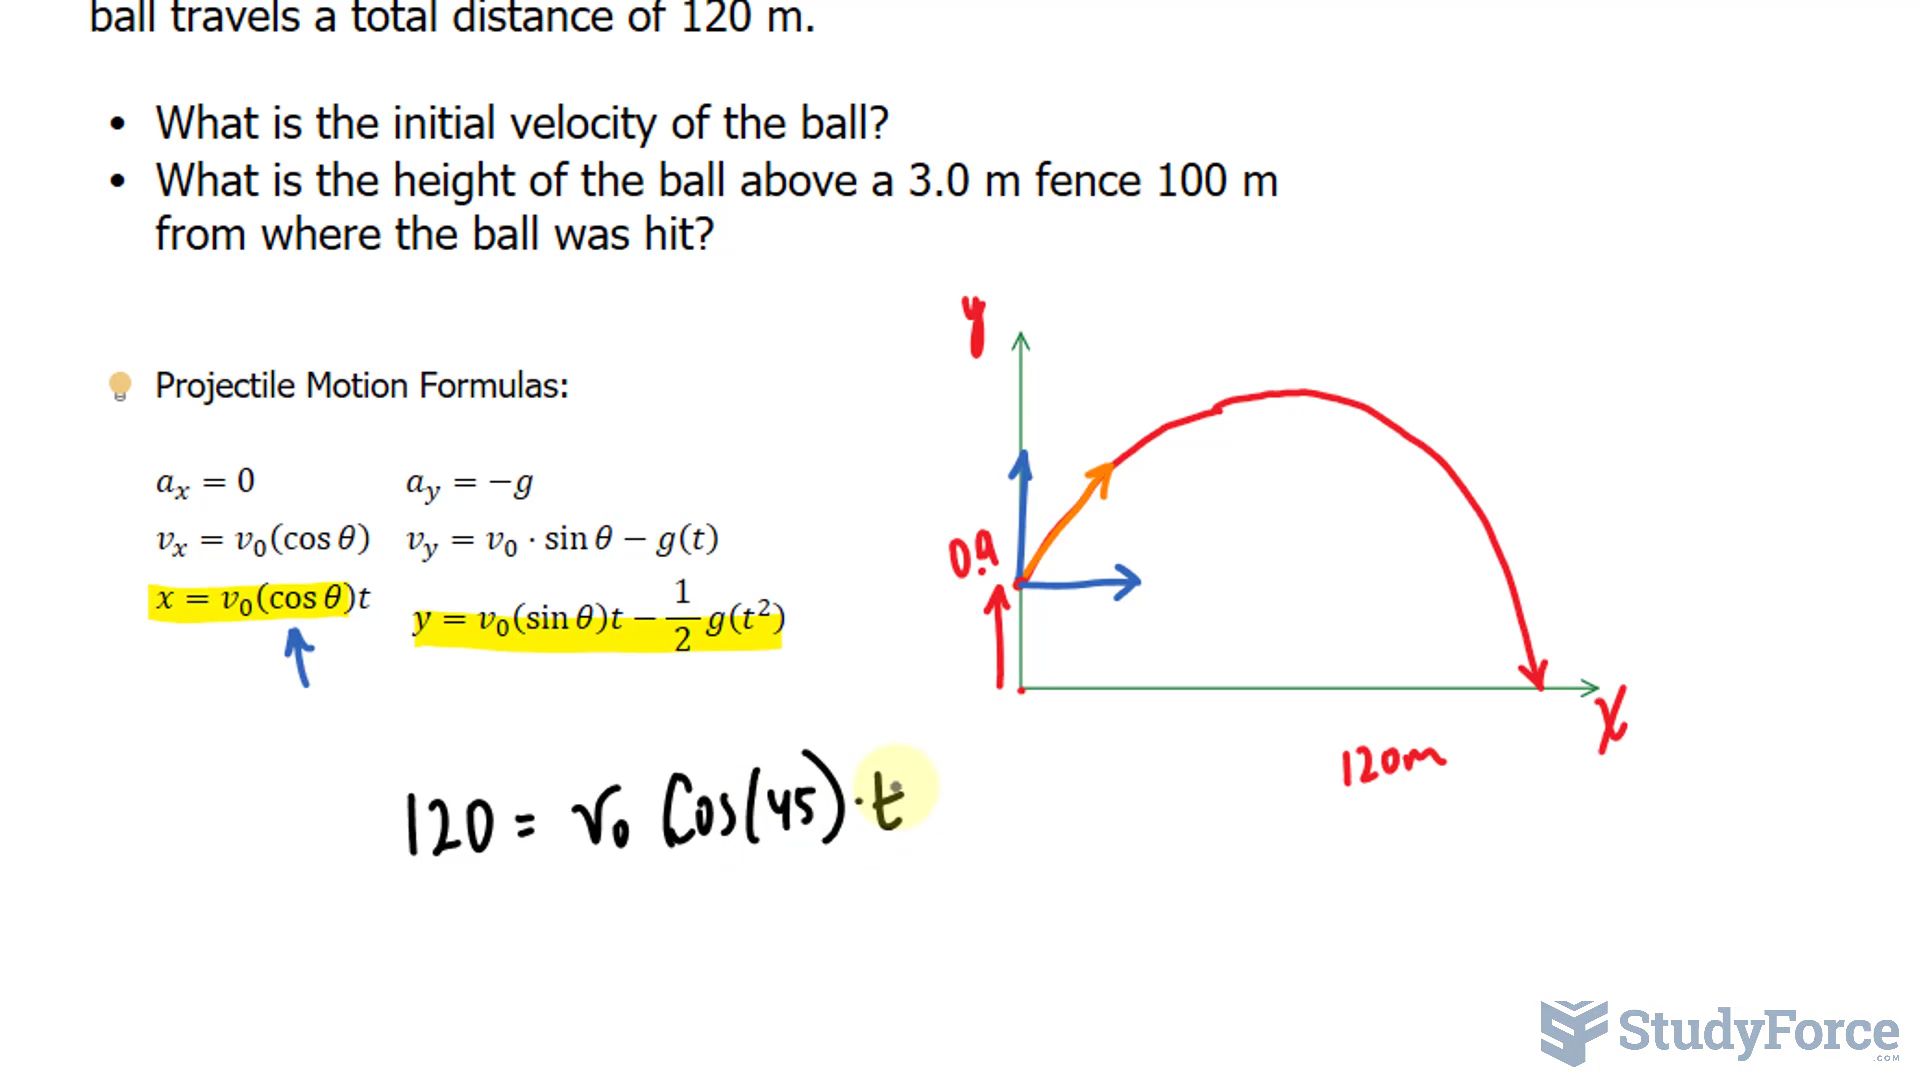 ball travels a total distance of 120 m.
• What is the initial velocity of the ball?
• What is the height of the ball above a 3.0 m fence 100 m
from where the ball was hit?
Projectile Motion Formulas:
aₓ = 0    a_y = −g
vₓ = v₀(cos θ)    v_y = v₀ · sin θ − g(t)
x = v₀(cos θ)t    y = v₀(sin θ)t − 1/2 g(t²)
y
0.9
x
120m
120 = v₀ Cos(45)·t
StudyForce
.COM